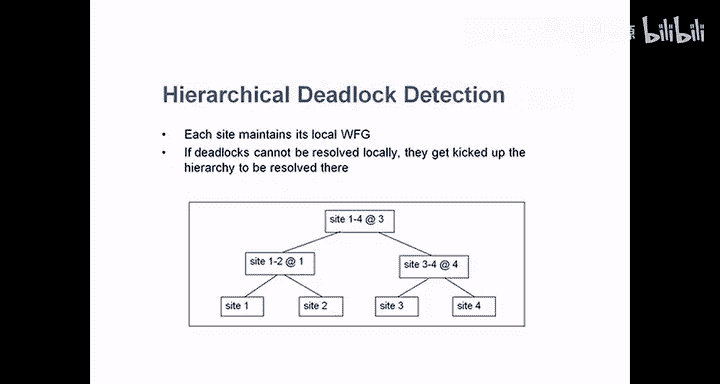 bilibili
Hierarchical Deadlock Detection
• Each site maintains its local WFG
• If deadlocks cannot be resolved locally, they get kicked up the
hierarchy to be resolved there
site 1-4 @ 3
site 1-2 @ 1
site 3-4 @ 4
site 1
site 2
site 3
site 4